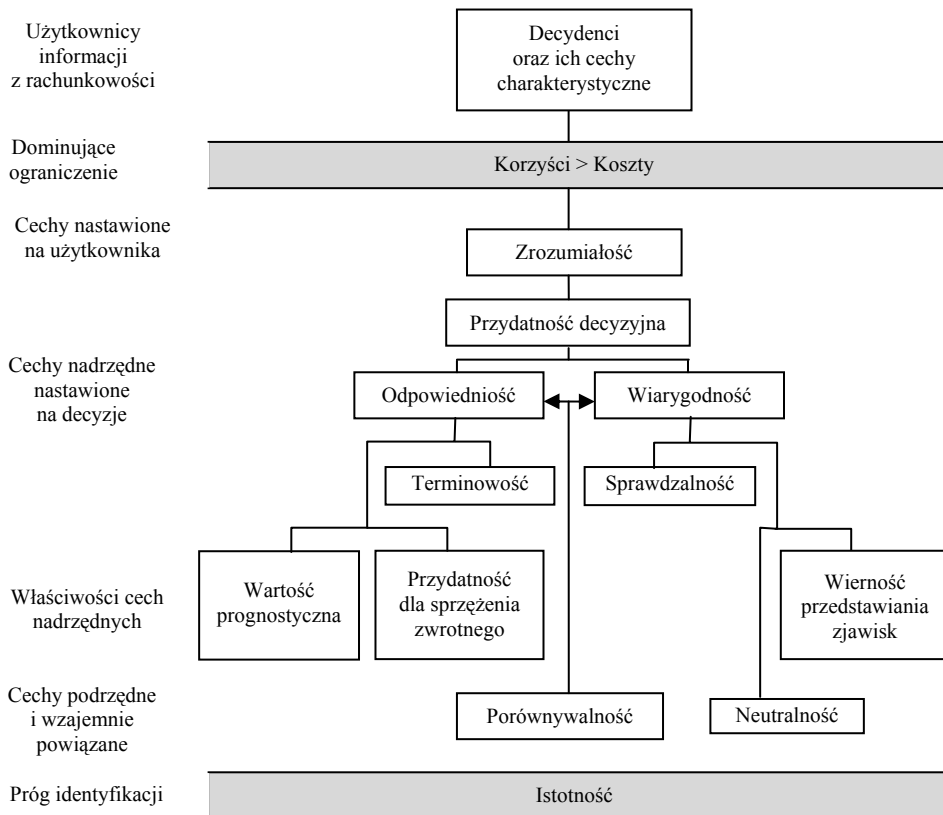 Użytkownicy
informacji
z rachunkowości
Decydenci
oraz ich cechy
charakterystyczne
Dominujące
ograniczenie
Korzyści > Koszty
Cechy nastawione
na użytkownika
Zrozumiałość
Przydatność decyzyjna
Cechy nadrzędne
nastawione
na decyzje
Odpowiedniość
Wiarygodność
Terminowość
Sprawdzalność
Właściwości cech
nadrzędnych
Wartość
prognostyczna
Przydatność
dla sprzężenia
zwrotnego
Wierność
przedstawiania
zjawisk
Cechy podrzędne
i wzajemnie
powiązane
Porównywalność
Neutralność
Próg identyfikacji
Istotność